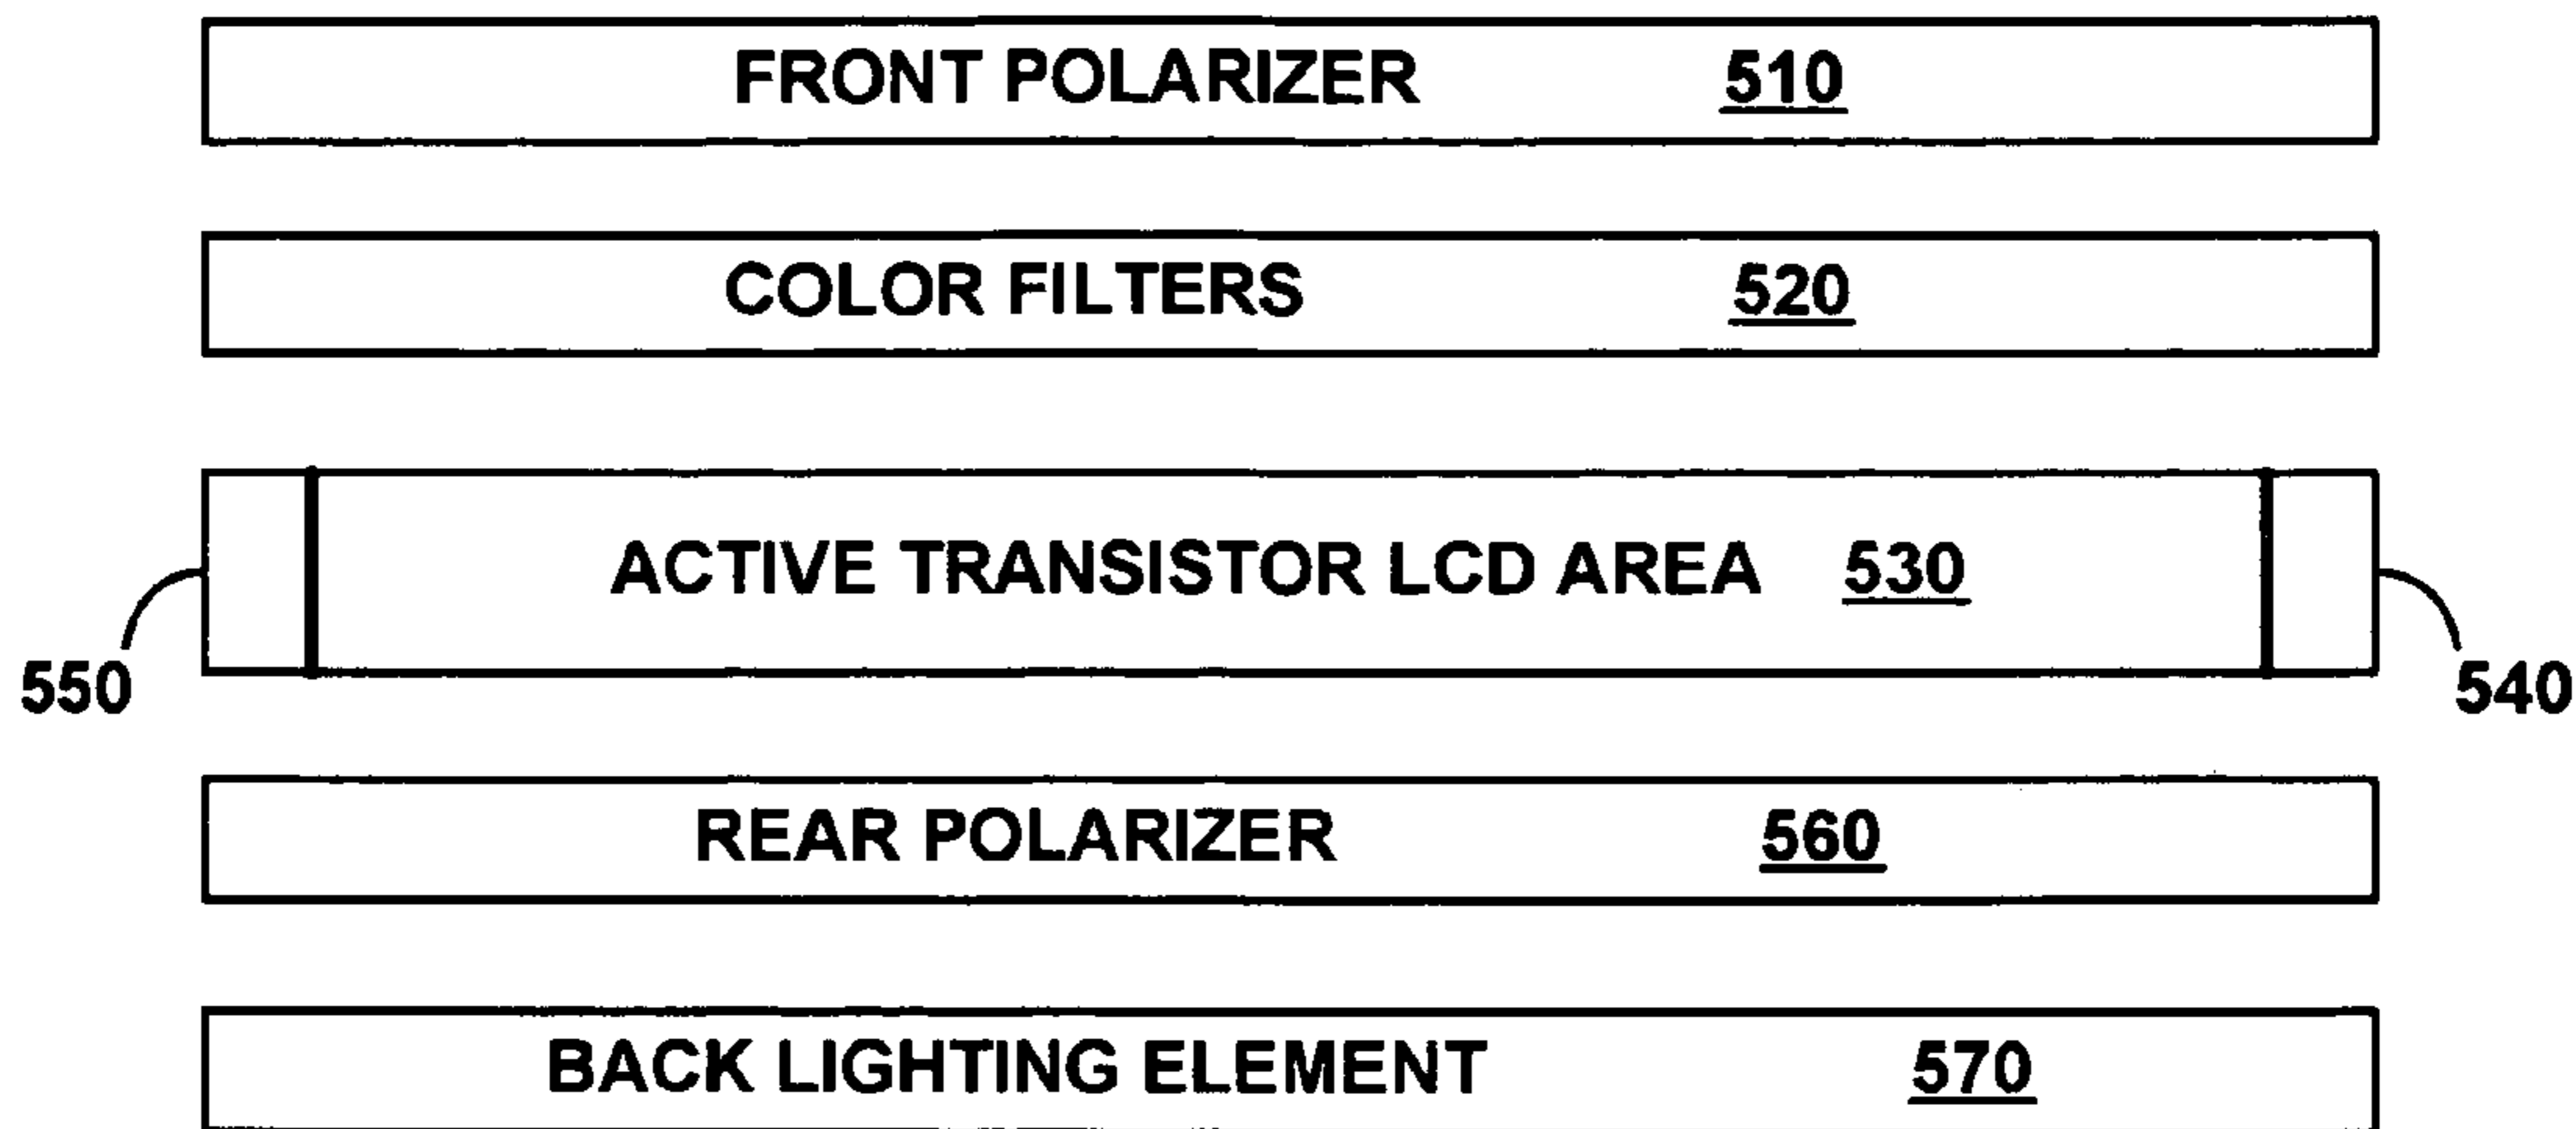 FRONT POLARIZER 510
COLOR FILTERS 520
ACTIVE TRANSISTOR LCD AREA 530
550
540
REAR POLARIZER 560
BACK LIGHTING ELEMENT 570